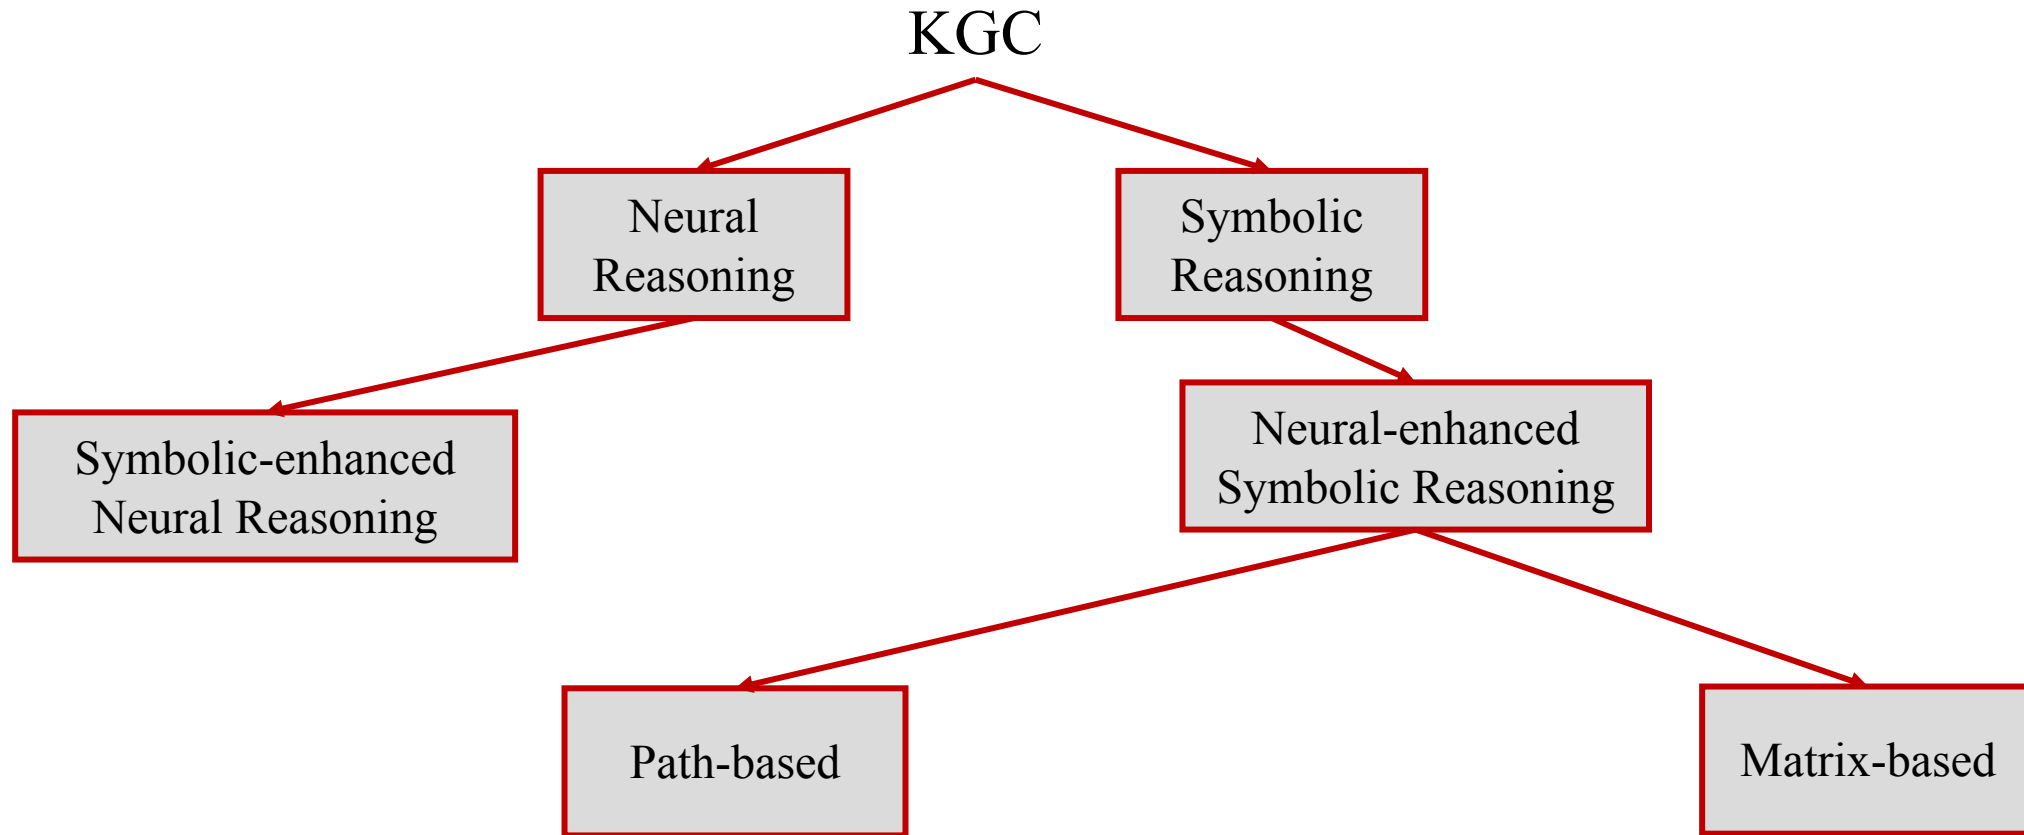 KGC
Neural
Reasoning
Symbolic
Reasoning
Symbolic-enhanced
Neural Reasoning
Neural-enhanced
Symbolic Reasoning
Path-based
Matrix-based